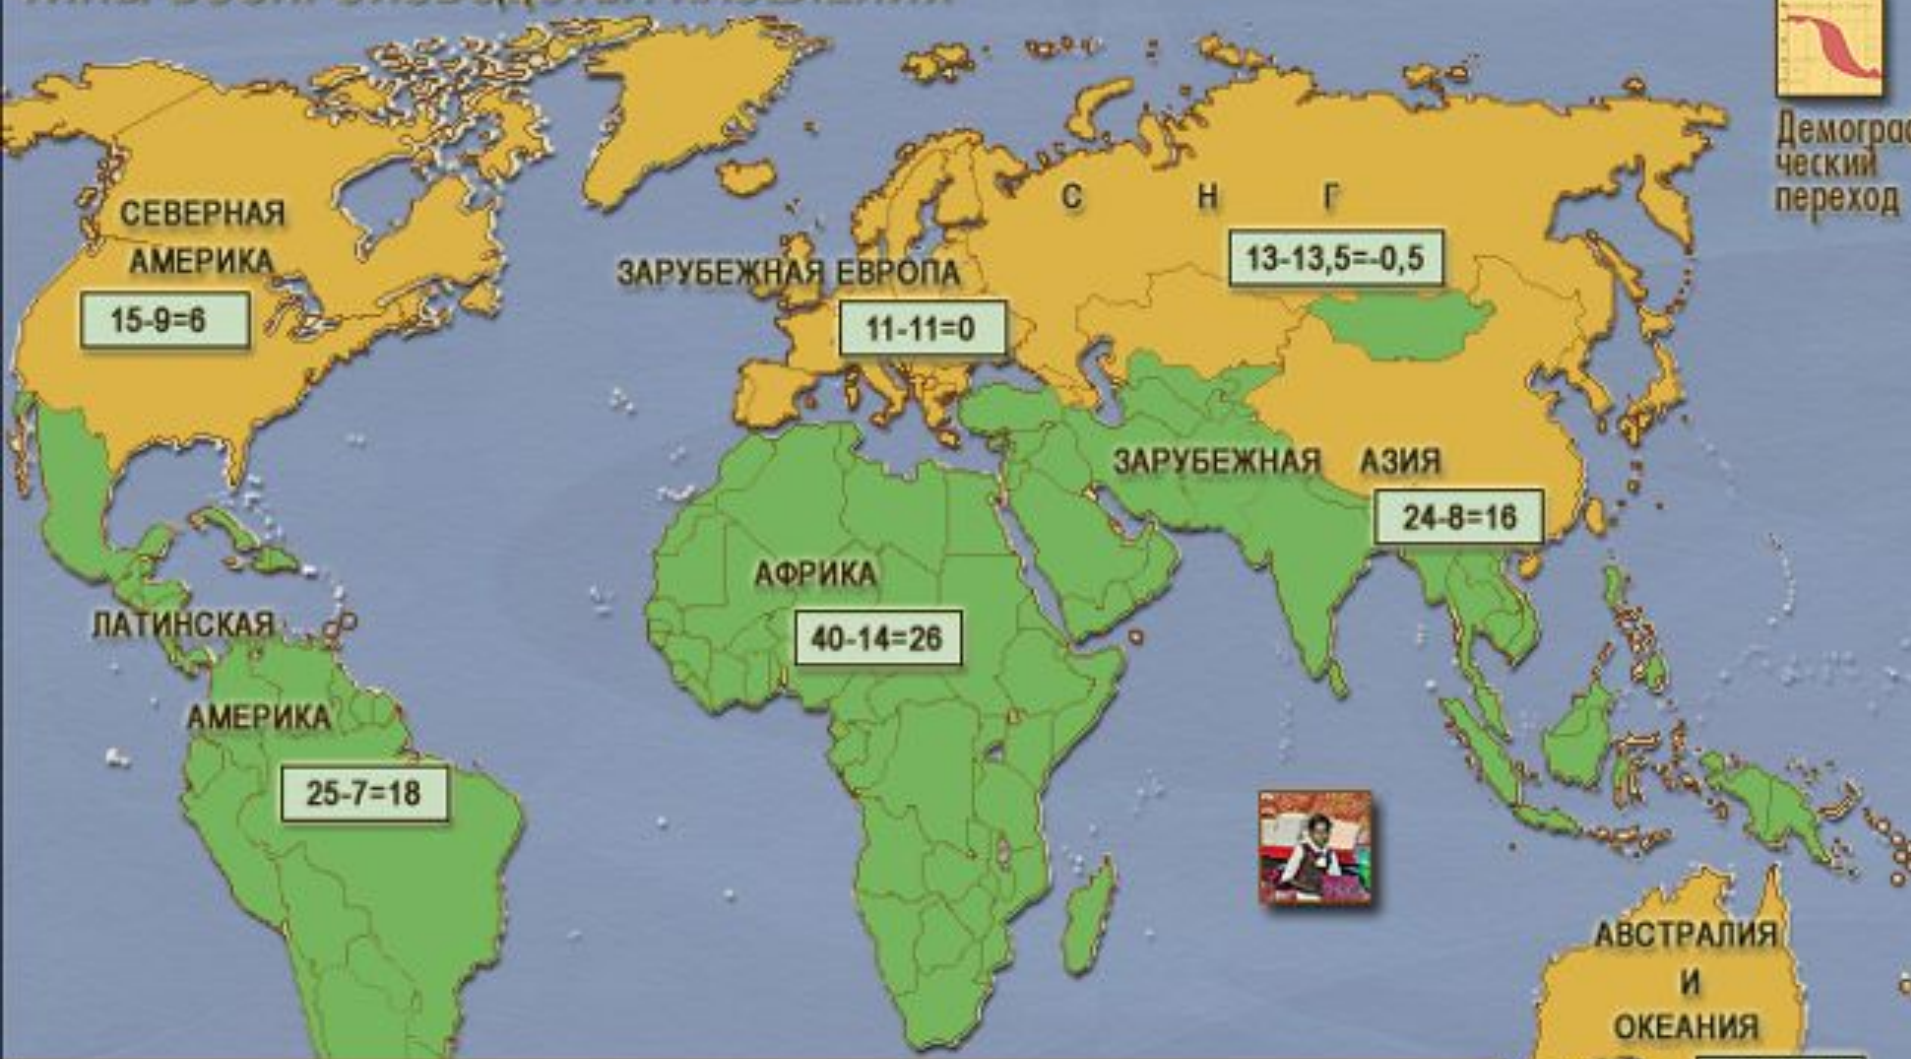 Демогра
ческий
переход
СЕВЕРНАЯ
АМЕРИКА
15-9=6
ЗАРУБЕЖНАЯ ЕВРОПА
11-11=0
С Н Г
13-13,5=-0,5
ЗАРУБЕЖНАЯ АЗИЯ
24-8=16
АФРИКА
40-14=26
ЛАТИНСКАЯ
АМЕРИКА
25-7=18
АВСТРАЛИЯ
И
ОКЕАНИЯ